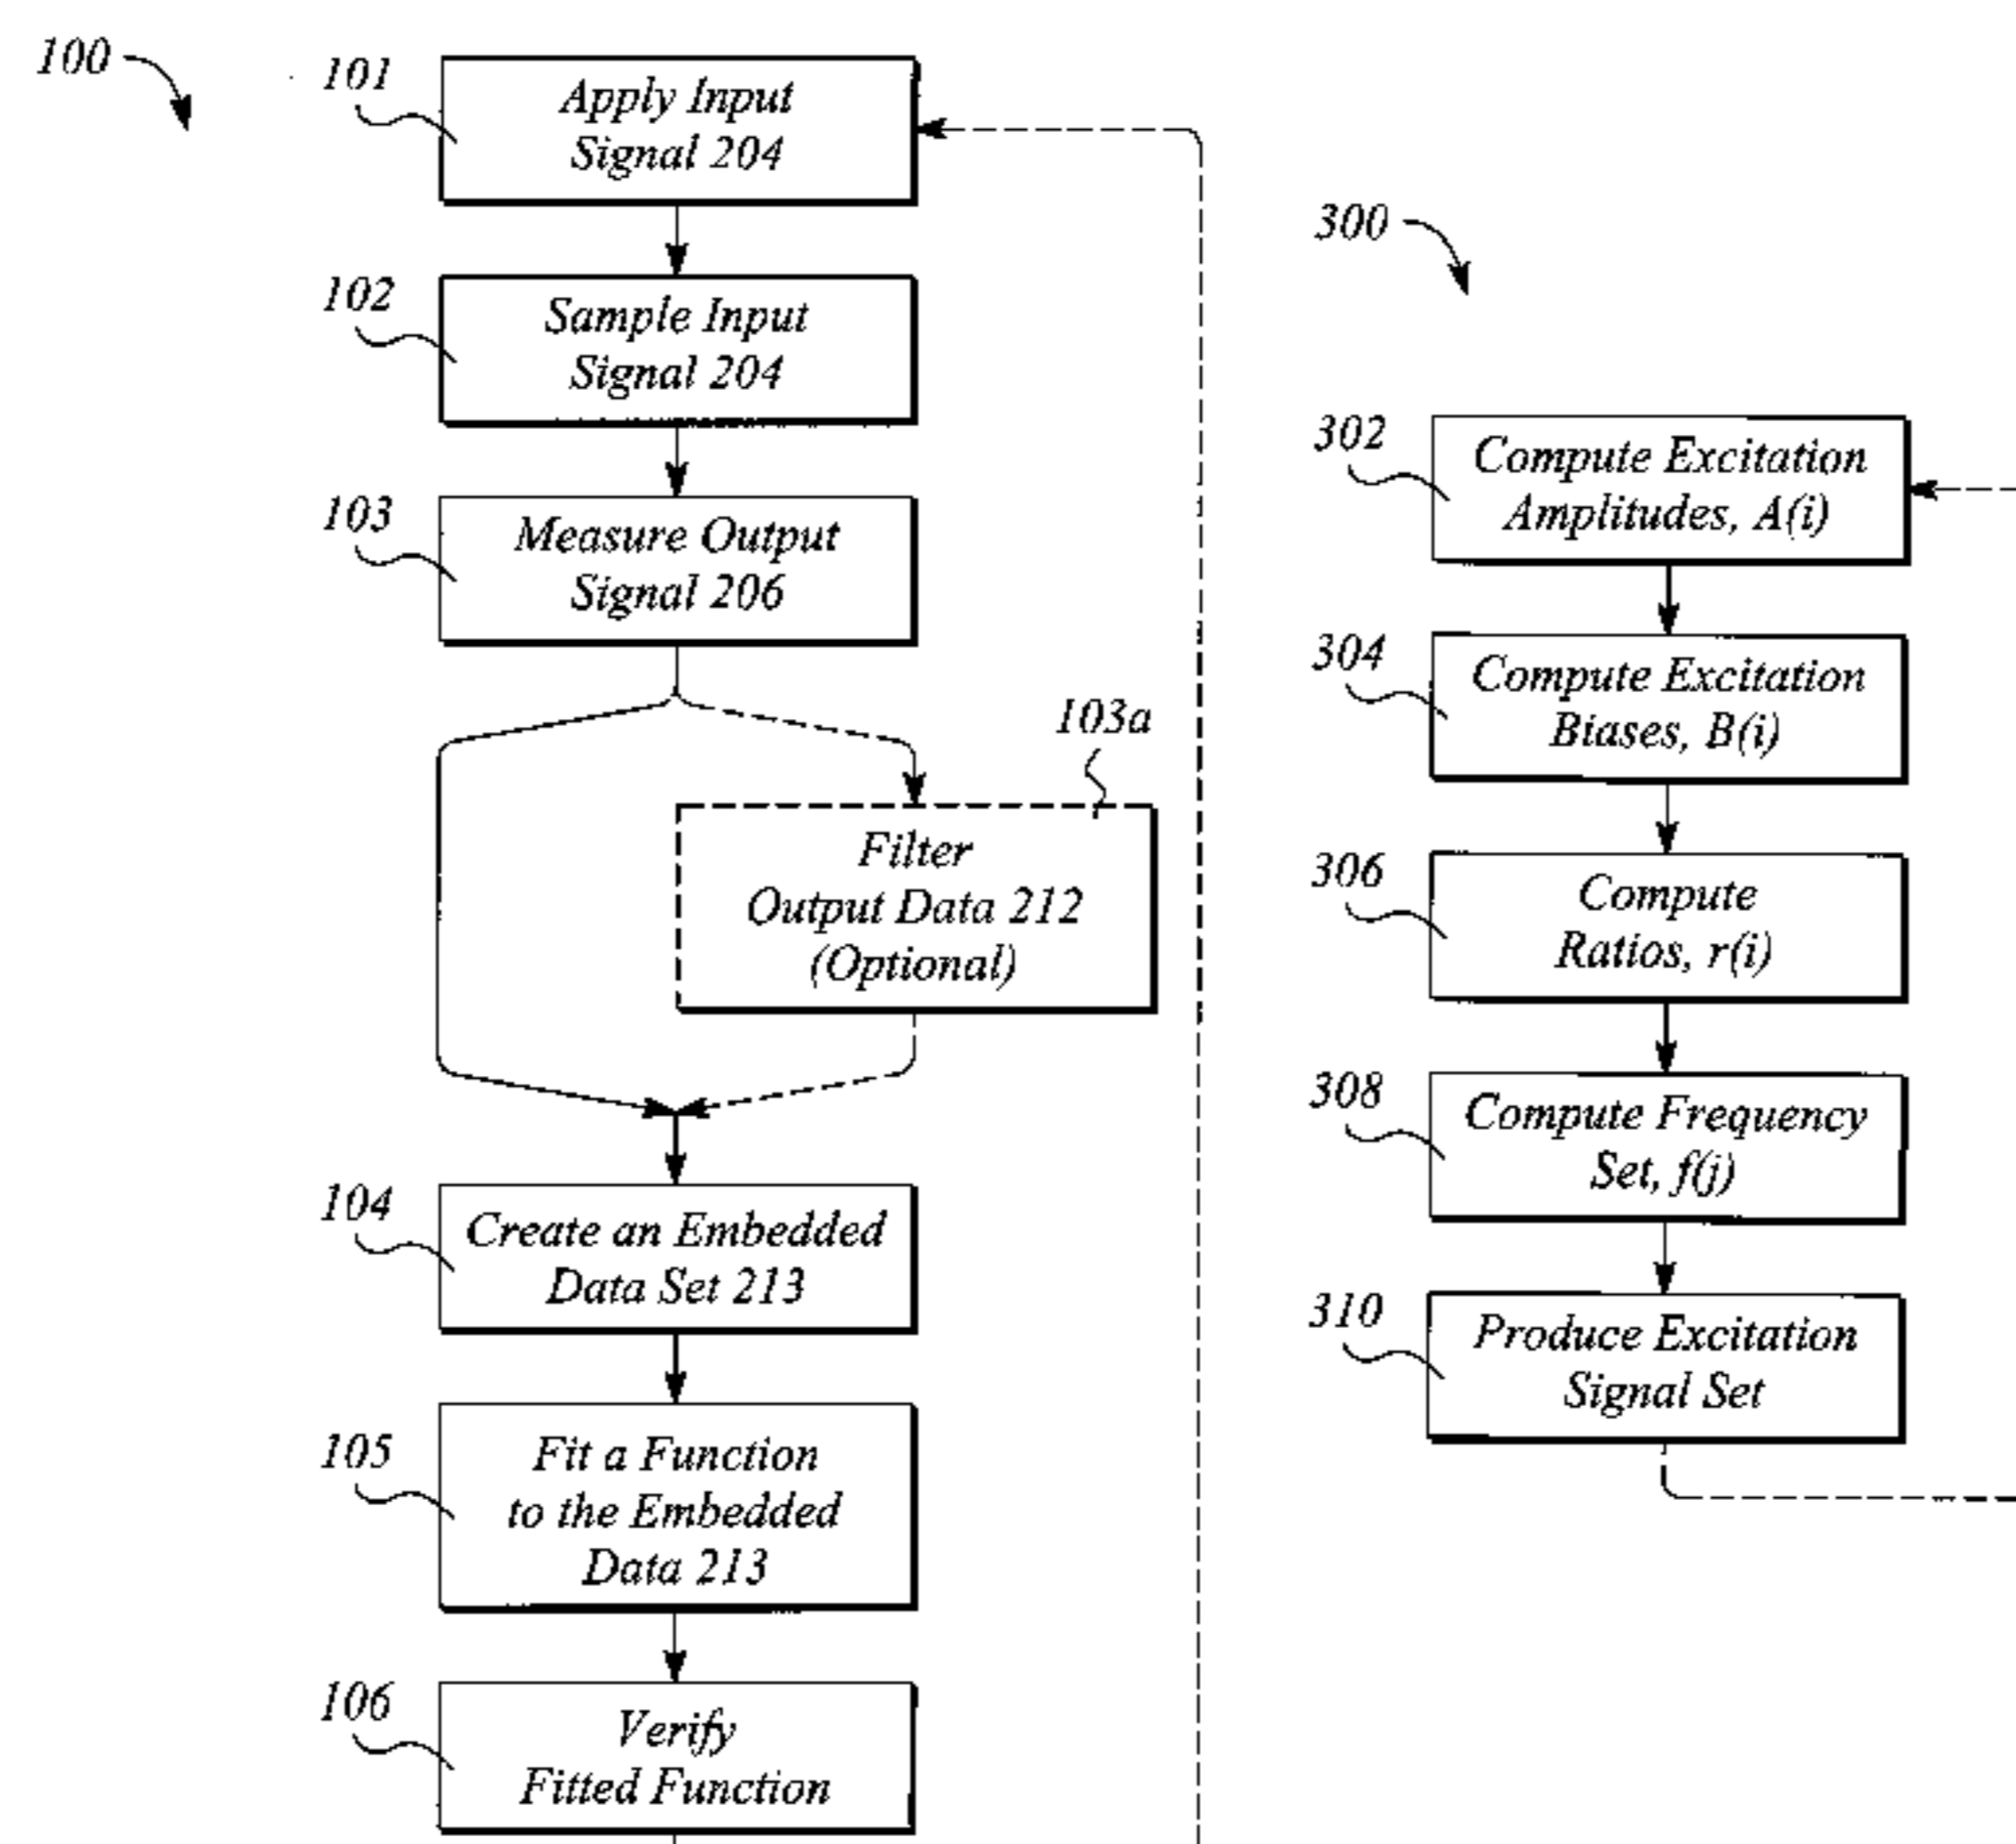 100
101
Apply Input
Signal 204
102
Sample Input
Signal 204
103
Measure Output
Signal 206
103a
Filter
Output Data 212
(Optional)
104
Create an Embedded
Data Set 213
105
Fit a Function
to the Embedded
Data 213
106
Verify
Fitted Function
300
302
Compute Excitation
Amplitudes, A(i)
304
Compute Excitation
Biases, B(i)
306
Compute
Ratios, r(i)
308
Compute Frequency
Set, f(j)
310
Produce Excitation
Signal Set